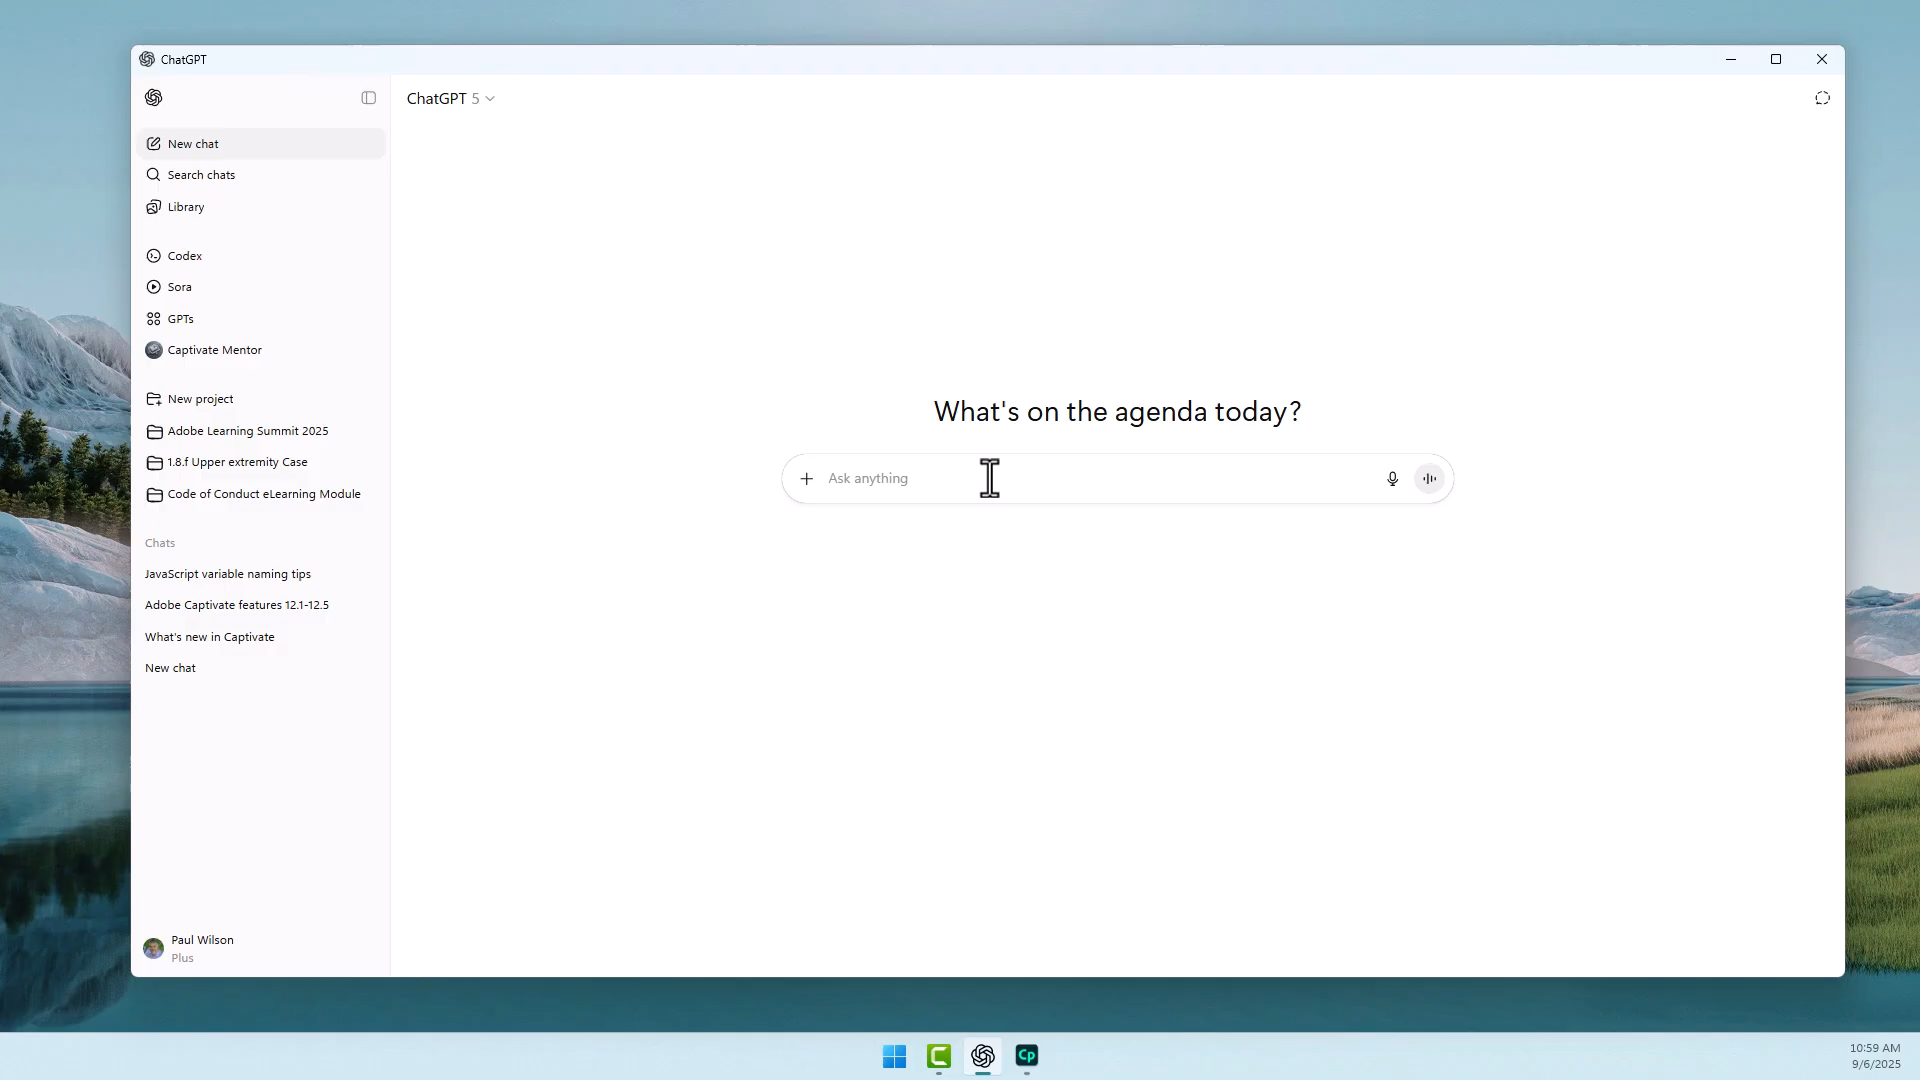 ChatGPT
ChatGPT 5
New chat
Search chats
Library
Codex
Sora
GPTs
Captivate Mentor
New project
Adobe Learning Summit 2025
1.8.f Upper extremity Case
Code of Conduct eLearning Module
Chats
JavaScript variable naming tips
Adobe Captivate features 12.1-12.5
What's new in Captivate
New chat
Paul Wilson
Plus
What's on the agenda today?
Ask anything
Cp
10:59 AM
9/6/2025